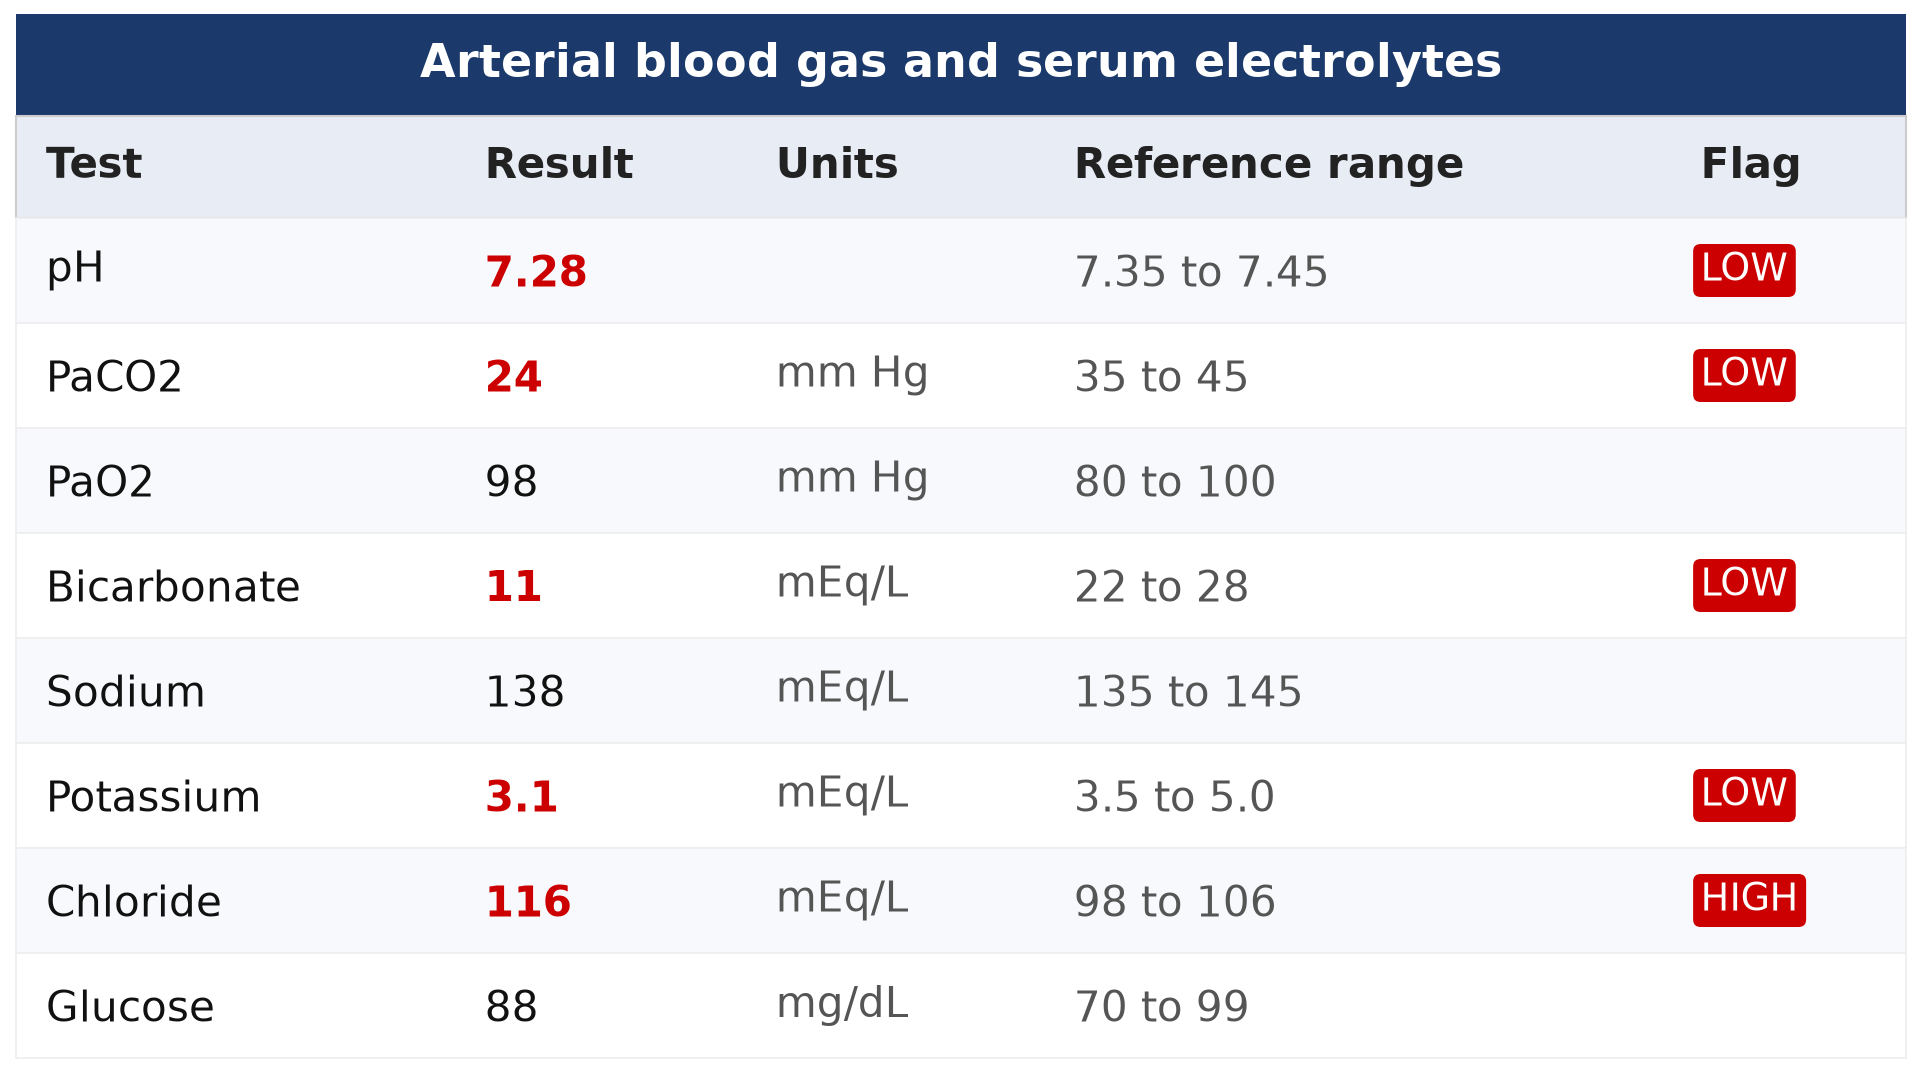 Arterial blood gas and serum electrolytes
Test Result Units Reference range Flag
pH 7.28 7.35 to 7.45 LOW
PaCO2 24 mm Hg 35 to 45 LOW
PaO2 98 mm Hg 80 to 100
Bicarbonate 11 mEq/L 22 to 28 LOW
Sodium 138 mEq/L 135 to 145
Potassium 3.1 mEq/L 3.5 to 5.0 LOW
Chloride 116 mEq/L 98 to 106 HIGH
Glucose 88 mg/dL 70 to 99